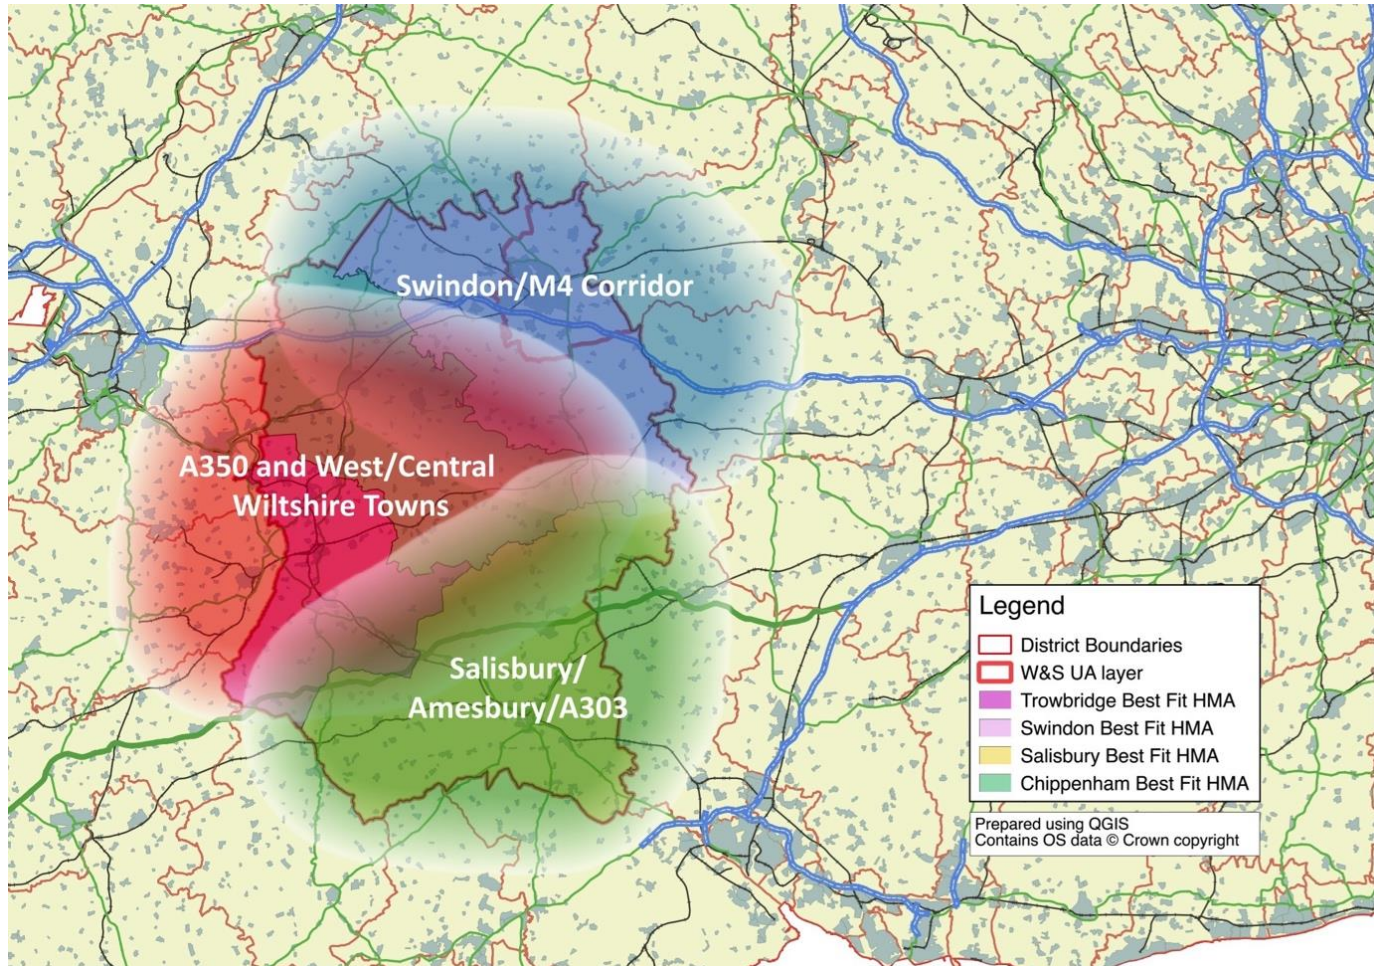 Swindon/M4 Corridor
A350 and West/Central
Wiltshire Towns
Salisbury/
Amesbury/A303
Legend
District Boundaries
W&S UA layer
Trowbridge Best Fit HMA
Swindon Best Fit HMA
Salisbury Best Fit HMA
Chippenham Best Fit HMA
Prepared using QGIS
Contains OS data © Crown copyright